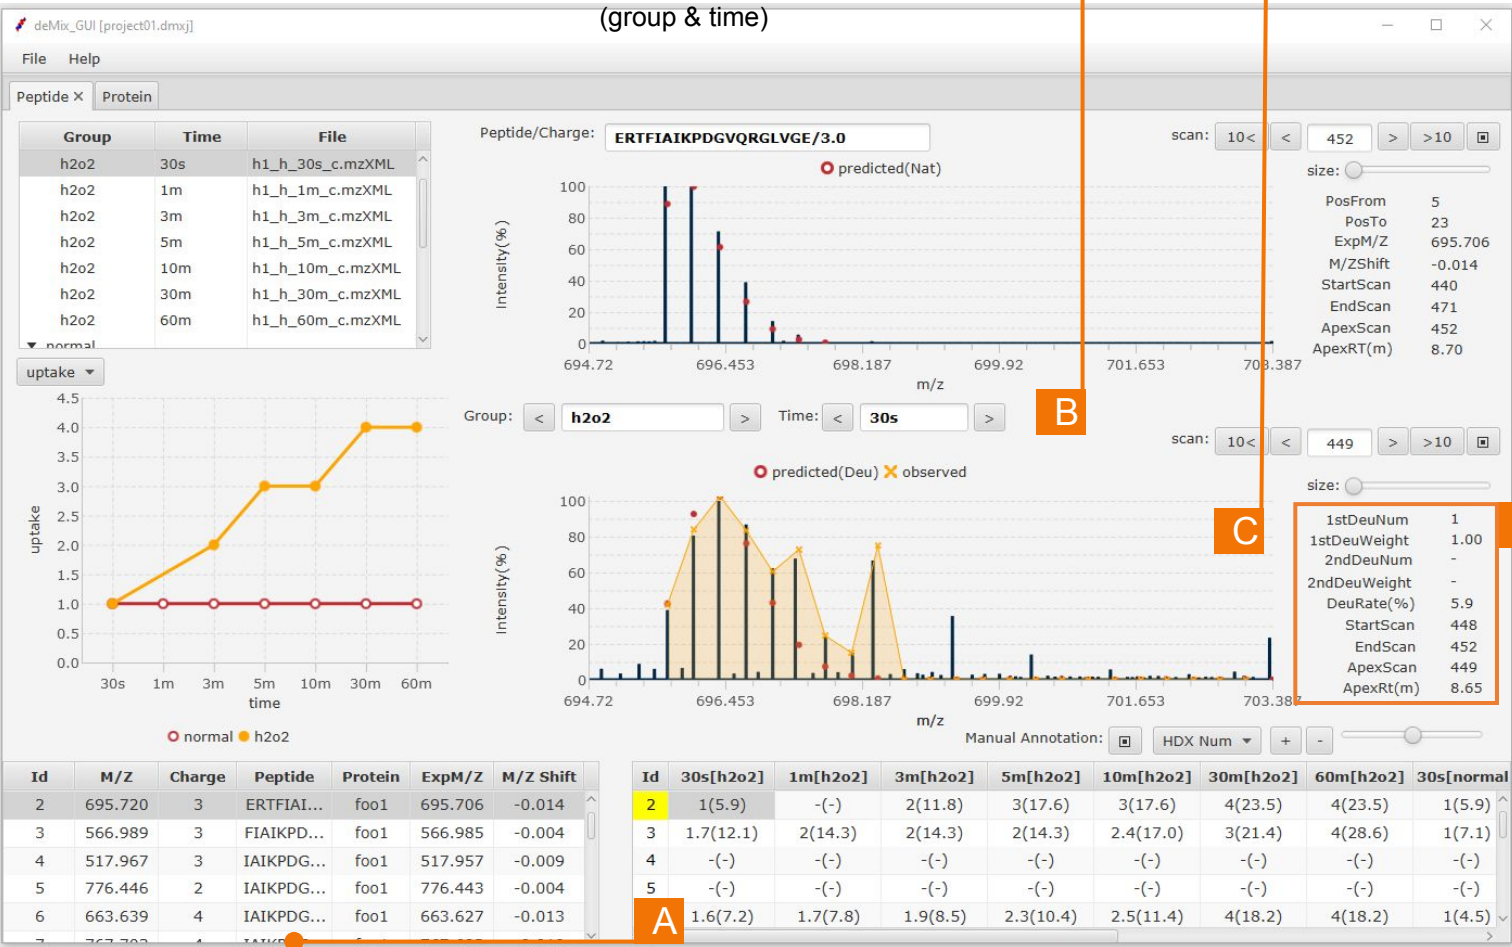 (group & time)
deMix_GUI [project01.dmxj]
File Help
Peptide × Protein
Group Time File
h2o2 30s h1_h_30s_c.mzXML
h2o2 1m h1_h_1m_c.mzXML
h2o2 3m h1_h_3m_c.mzXML
h2o2 5m h1_h_5m_c.mzXML
h2o2 10m h1_h_10m_c.mzXML
h2o2 30m h1_h_30m_c.mzXML
h2o2 60m h1_h_60m_c.mzXML
normal
Peptide/Charge: ERTFIAIKPDGVQRGLVGE/3.0
scan: 10< < 452 > >10
predicted(Nat)
size:
PosFrom 5
PosTo 23
ExpM/Z 695.706
M/ZShift -0.014
StartScan 440
EndScan 471
ApexScan 452
ApexRT(m) 8.70
Intensity(%)
100
80
60
40
20
0
694.72 696.453 698.187 699.92 701.653 703.387
m/z
uptake
4.5
4.0
3.5
3.0
2.5
2.0
1.5
1.0
0.5
0.0
uptake
30s 1m 3m 5m 10m 30m 60m
time
normal h2o2
Group: < h2o2 > Time: < 30s >
B
scan: 10< < 449 > >10
predicted(Deu) observed
size:
C
1stDeuNum 1
1stDeuWeight 1.00
2ndDeuNum -
2ndDeuWeight -
DeuRate(%) 5.9
StartScan 448
EndScan 452
ApexScan 449
ApexRt(m) 8.65
Intensity(%)
100
80
60
40
20
0
694.72 696.453 698.187 699.92 701.653 703.387
m/z
Manual Annotation: HDX Num + -
Id M/Z Charge Peptide Protein ExpM/Z M/Z Shift
2 695.720 3 ERTFIAI... foo1 695.706 -0.014
3 566.989 3 FIAIKPD... foo1 566.985 -0.004
4 517.967 3 IAIKPDG... foo1 517.957 -0.009
5 776.446 2 IAIKPDG... foo1 776.443 -0.004
6 663.639 4 IAIKPDG... foo1 663.627 -0.013
Id 30s[h2o2] 1m[h2o2] 3m[h2o2] 5m[h2o2] 10m[h2o2] 30m[h2o2] 60m[h2o2] 30s[normal
2 1(5.9) -(-) 2(11.8) 3(17.6) 3(17.6) 4(23.5) 4(23.5) 1(5.9)
3 1.7(12.1) 2(14.3) 2(14.3) 2(14.3) 2.4(17.0) 3(21.4) 4(28.6) 1(7.1)
4 -(-) -(-) -(-) -(-) -(-) -(-) -(-) -(-)
5 -(-) -(-) -(-) -(-) -(-) -(-) -(-) -(-)
1.6(7.2) 1.7(7.8) 1.9(8.5) 2.3(10.4) 2.5(11.4) 4(18.2) 4(18.2) 1(4.5)
A